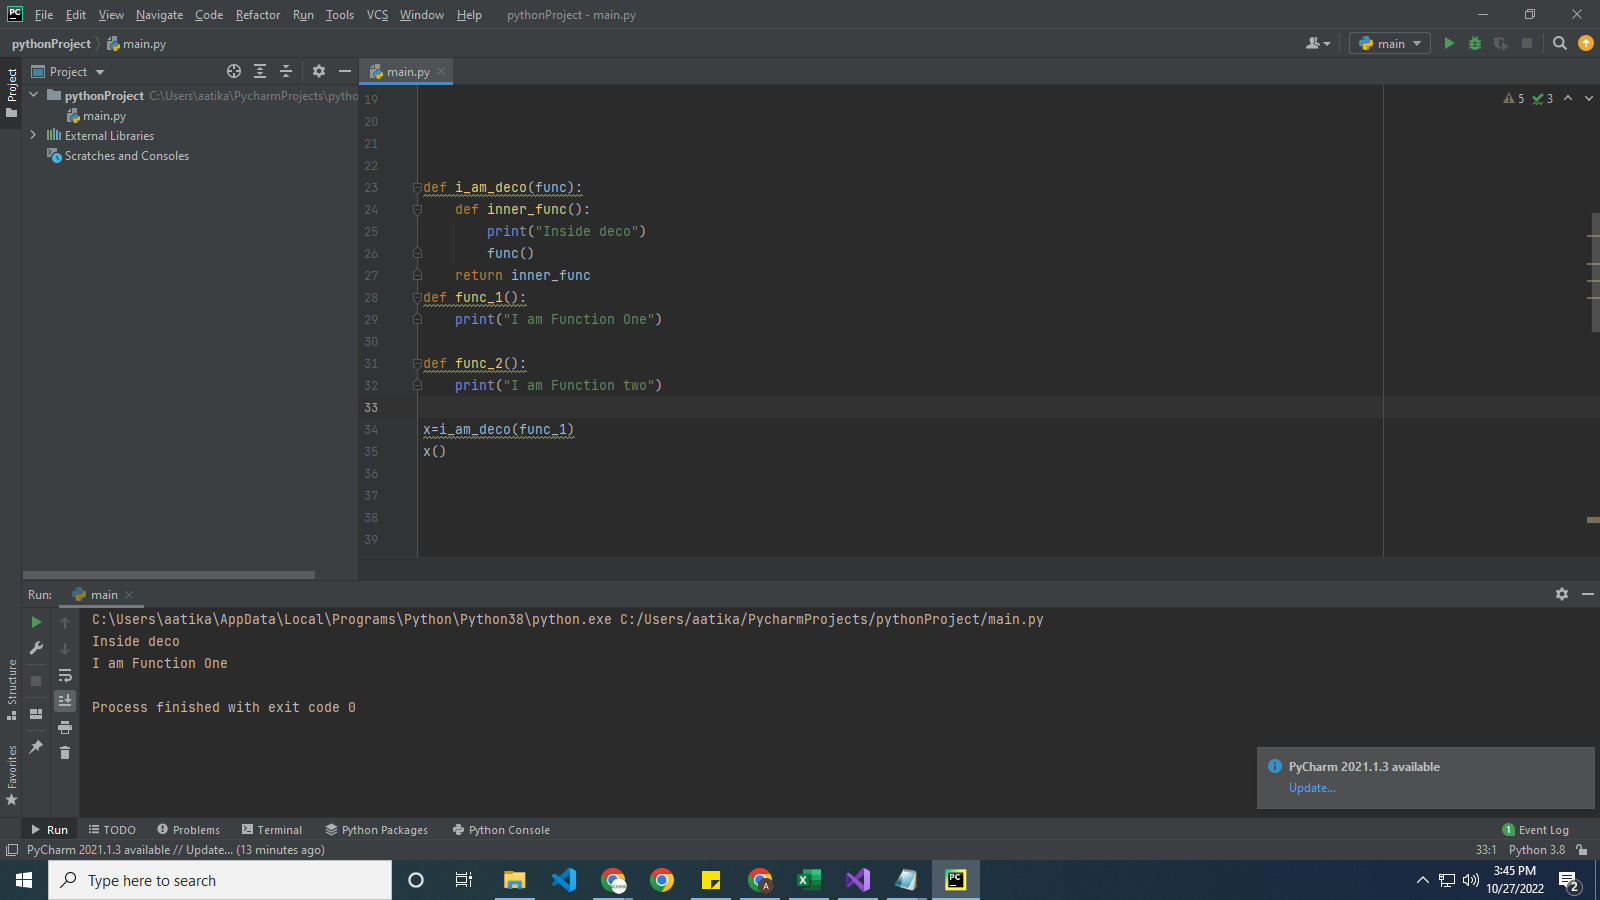 PC File Edit View Navigate Code Refactor Run Tools VCS Window Help pythonProject - main.py
pythonProject main.py main
Project Project main.py
pythonProject C:\Users\aatika\PycharmProjects\pytho
main.py
External Libraries
Scratches and Consoles
5 3
19
20
21
22
23 def i_am_deco(func):
24 def inner_func():
25 print("Inside deco")
26 func()
27 return inner_func
28 def func_1():
29 print("I am Function One")
30
31 def func_2():
32 print("I am Function two")
33
34 x=i_am_deco(func_1)
35 x()
36
37
38
39
Run: main
C:\Users\aatika\AppData\Local\Programs\Python\Python38\python.exe C:/Users/aatika/PycharmProjects/pythonProject/main.py
Inside deco
I am Function One
Process finished with exit code 0
Structure
Favorites
PyCharm 2021.1.3 available
Update...
Run TODO Problems Terminal Python Packages Python Console 1 Event Log
PyCharm 2021.1.3 available // Update... (13 minutes ago) 33:1 Python 3.8
Type here to search A PC 3:45 PM
10/27/2022 2